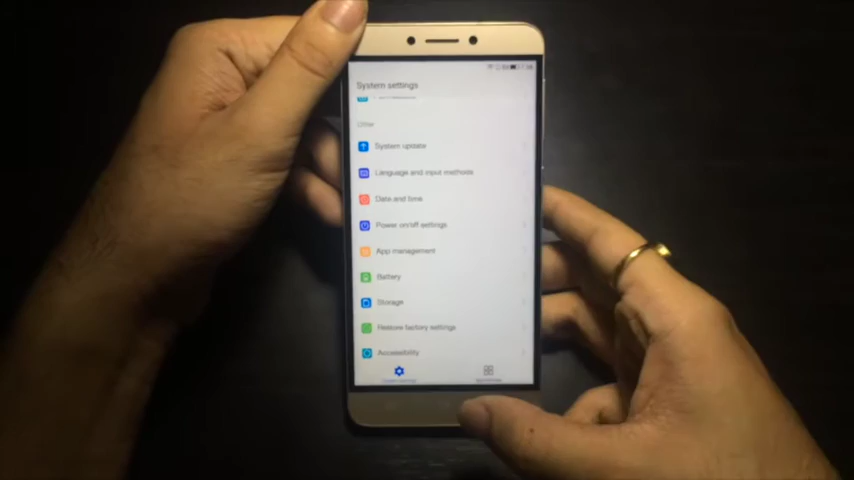 System settings
Other
System update
Language and input methods
Date and time
Power on/off settings
App management
Battery
Storage
Restore factory settings
Accessibility